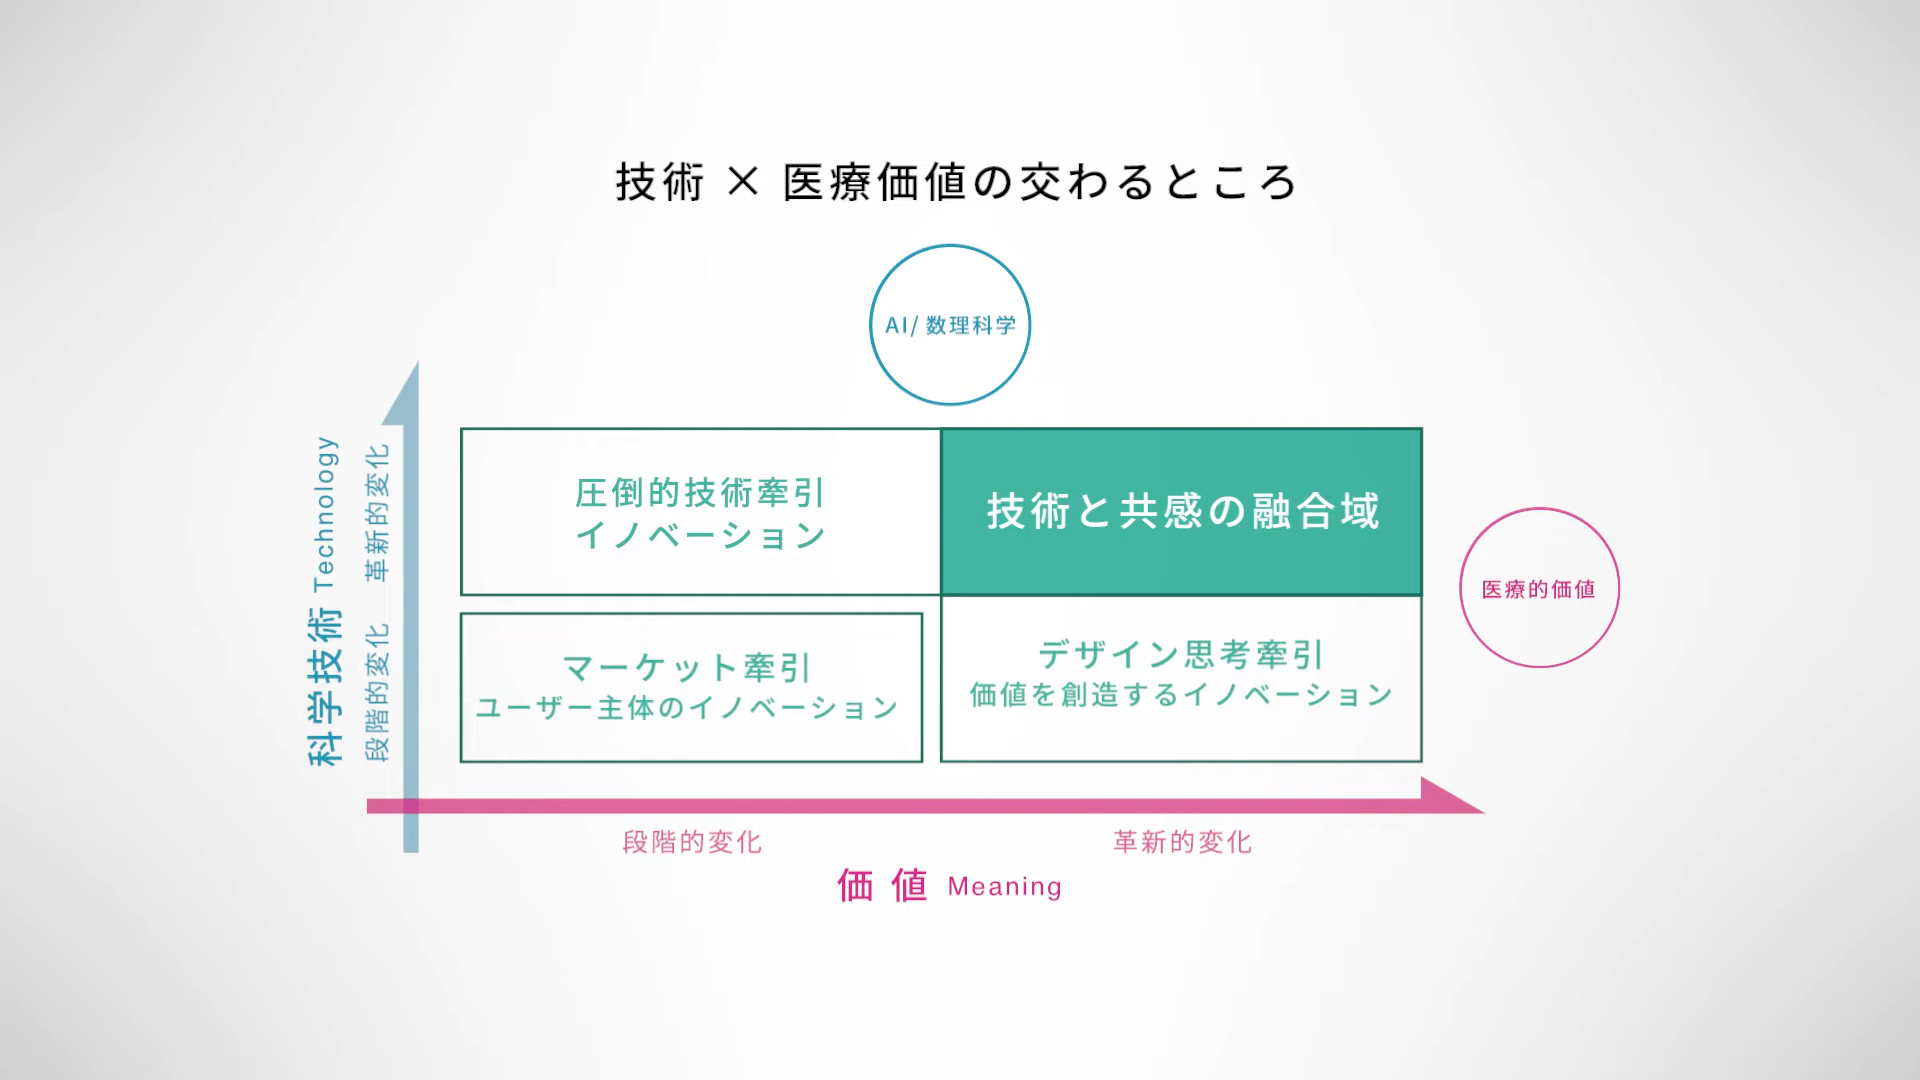 技術 × 医療価値の交わるところ
AI/ 数理科学
科学技術 Technology
革新的変化
段階的変化
圧倒的技術牽引
イノベーション
技術と共感の融合域
医療的価値
マーケット牽引
ユーザー主体のイノベーション
デザイン思考牽引
価値を創造するイノベーション
段階的変化
革新的変化
価値 Meaning